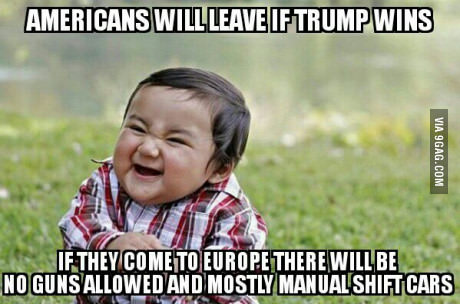 AMERICANS WILL LEAVE IF TRUMP WINS
IF THEY COME TO EUROPE THERE WILL BE
NO GUNS ALLOWED AND MOSTLY MANUAL SHIFT CARS
VIA 9GAG.COM